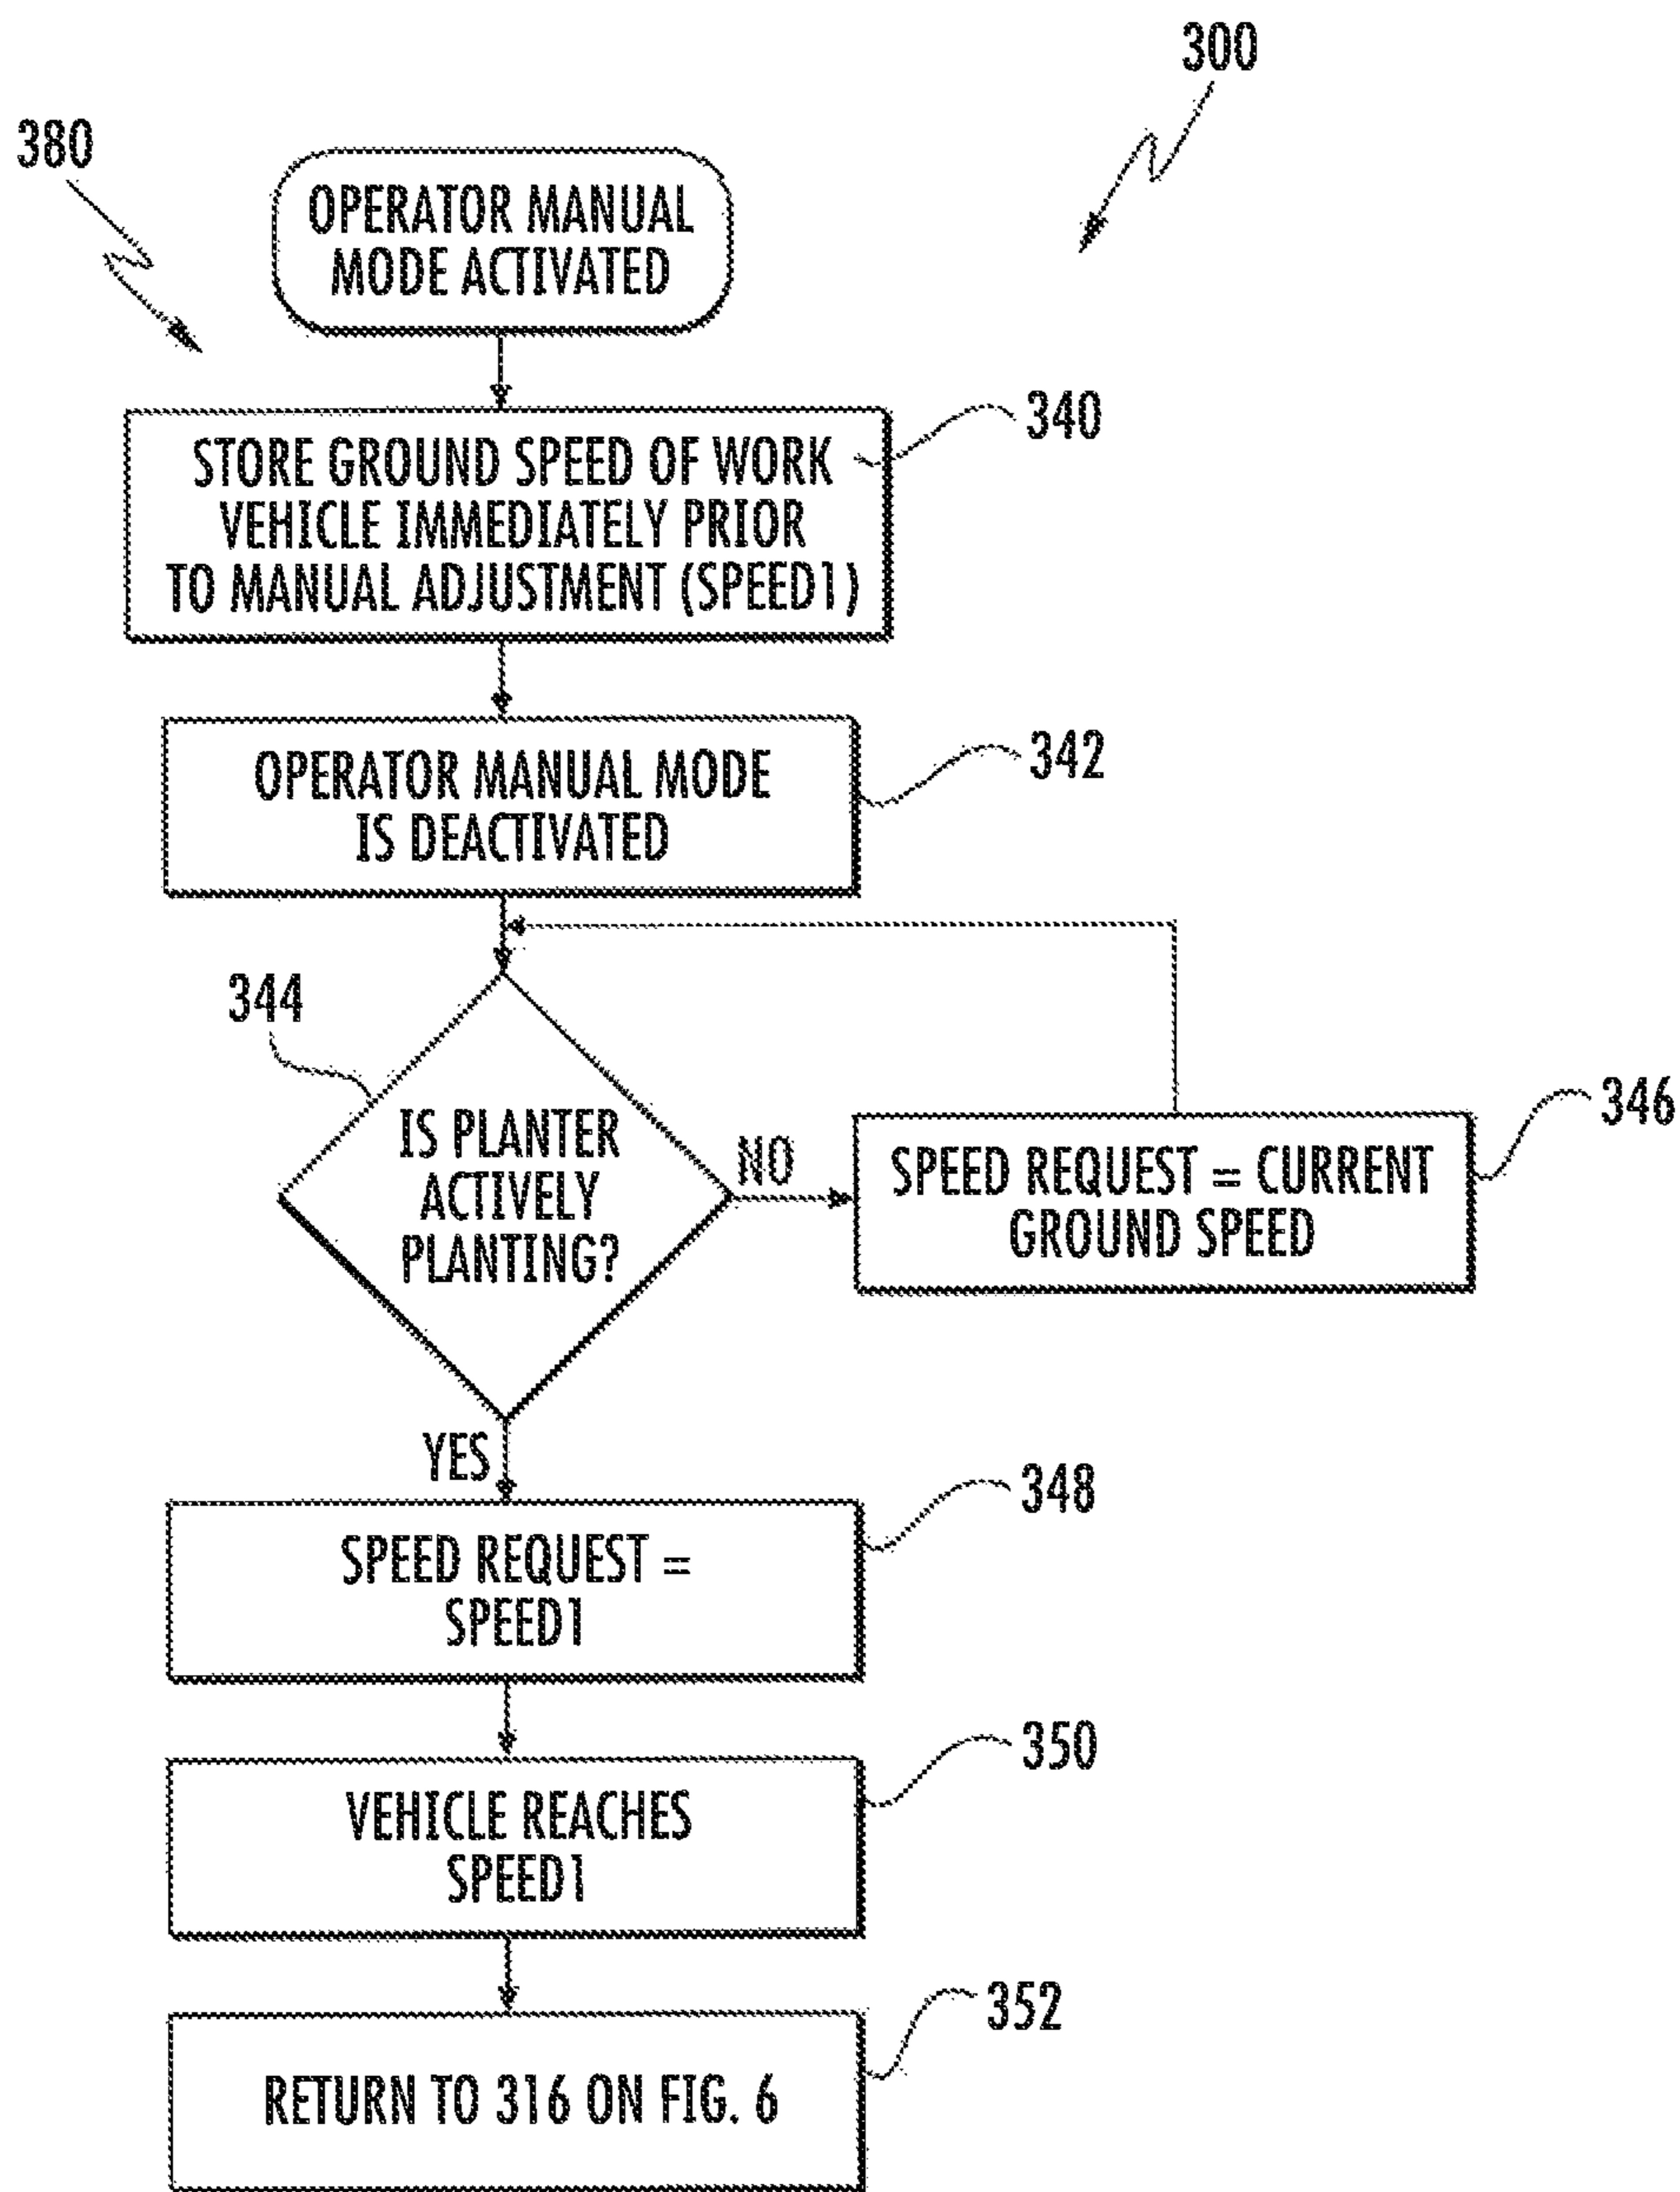 300
380
OPERATOR MANUAL
MODE ACTIVATED
340
STORE GROUND SPEED OF WORK
VEHICLE IMMEDIATELY PRIOR
TO MANUAL ADJUSTMENT (SPEED1)
342
OPERATOR MANUAL MODE
IS DEACTIVATED
344
IS PLANTER
ACTIVELY
PLANTING?
NO
346
SPEED REQUEST = CURRENT
GROUND SPEED
YES
348
SPEED REQUEST =
SPEED1
350
VEHICLE REACHES
SPEED1
352
RETURN TO 316 ON FIG. 6